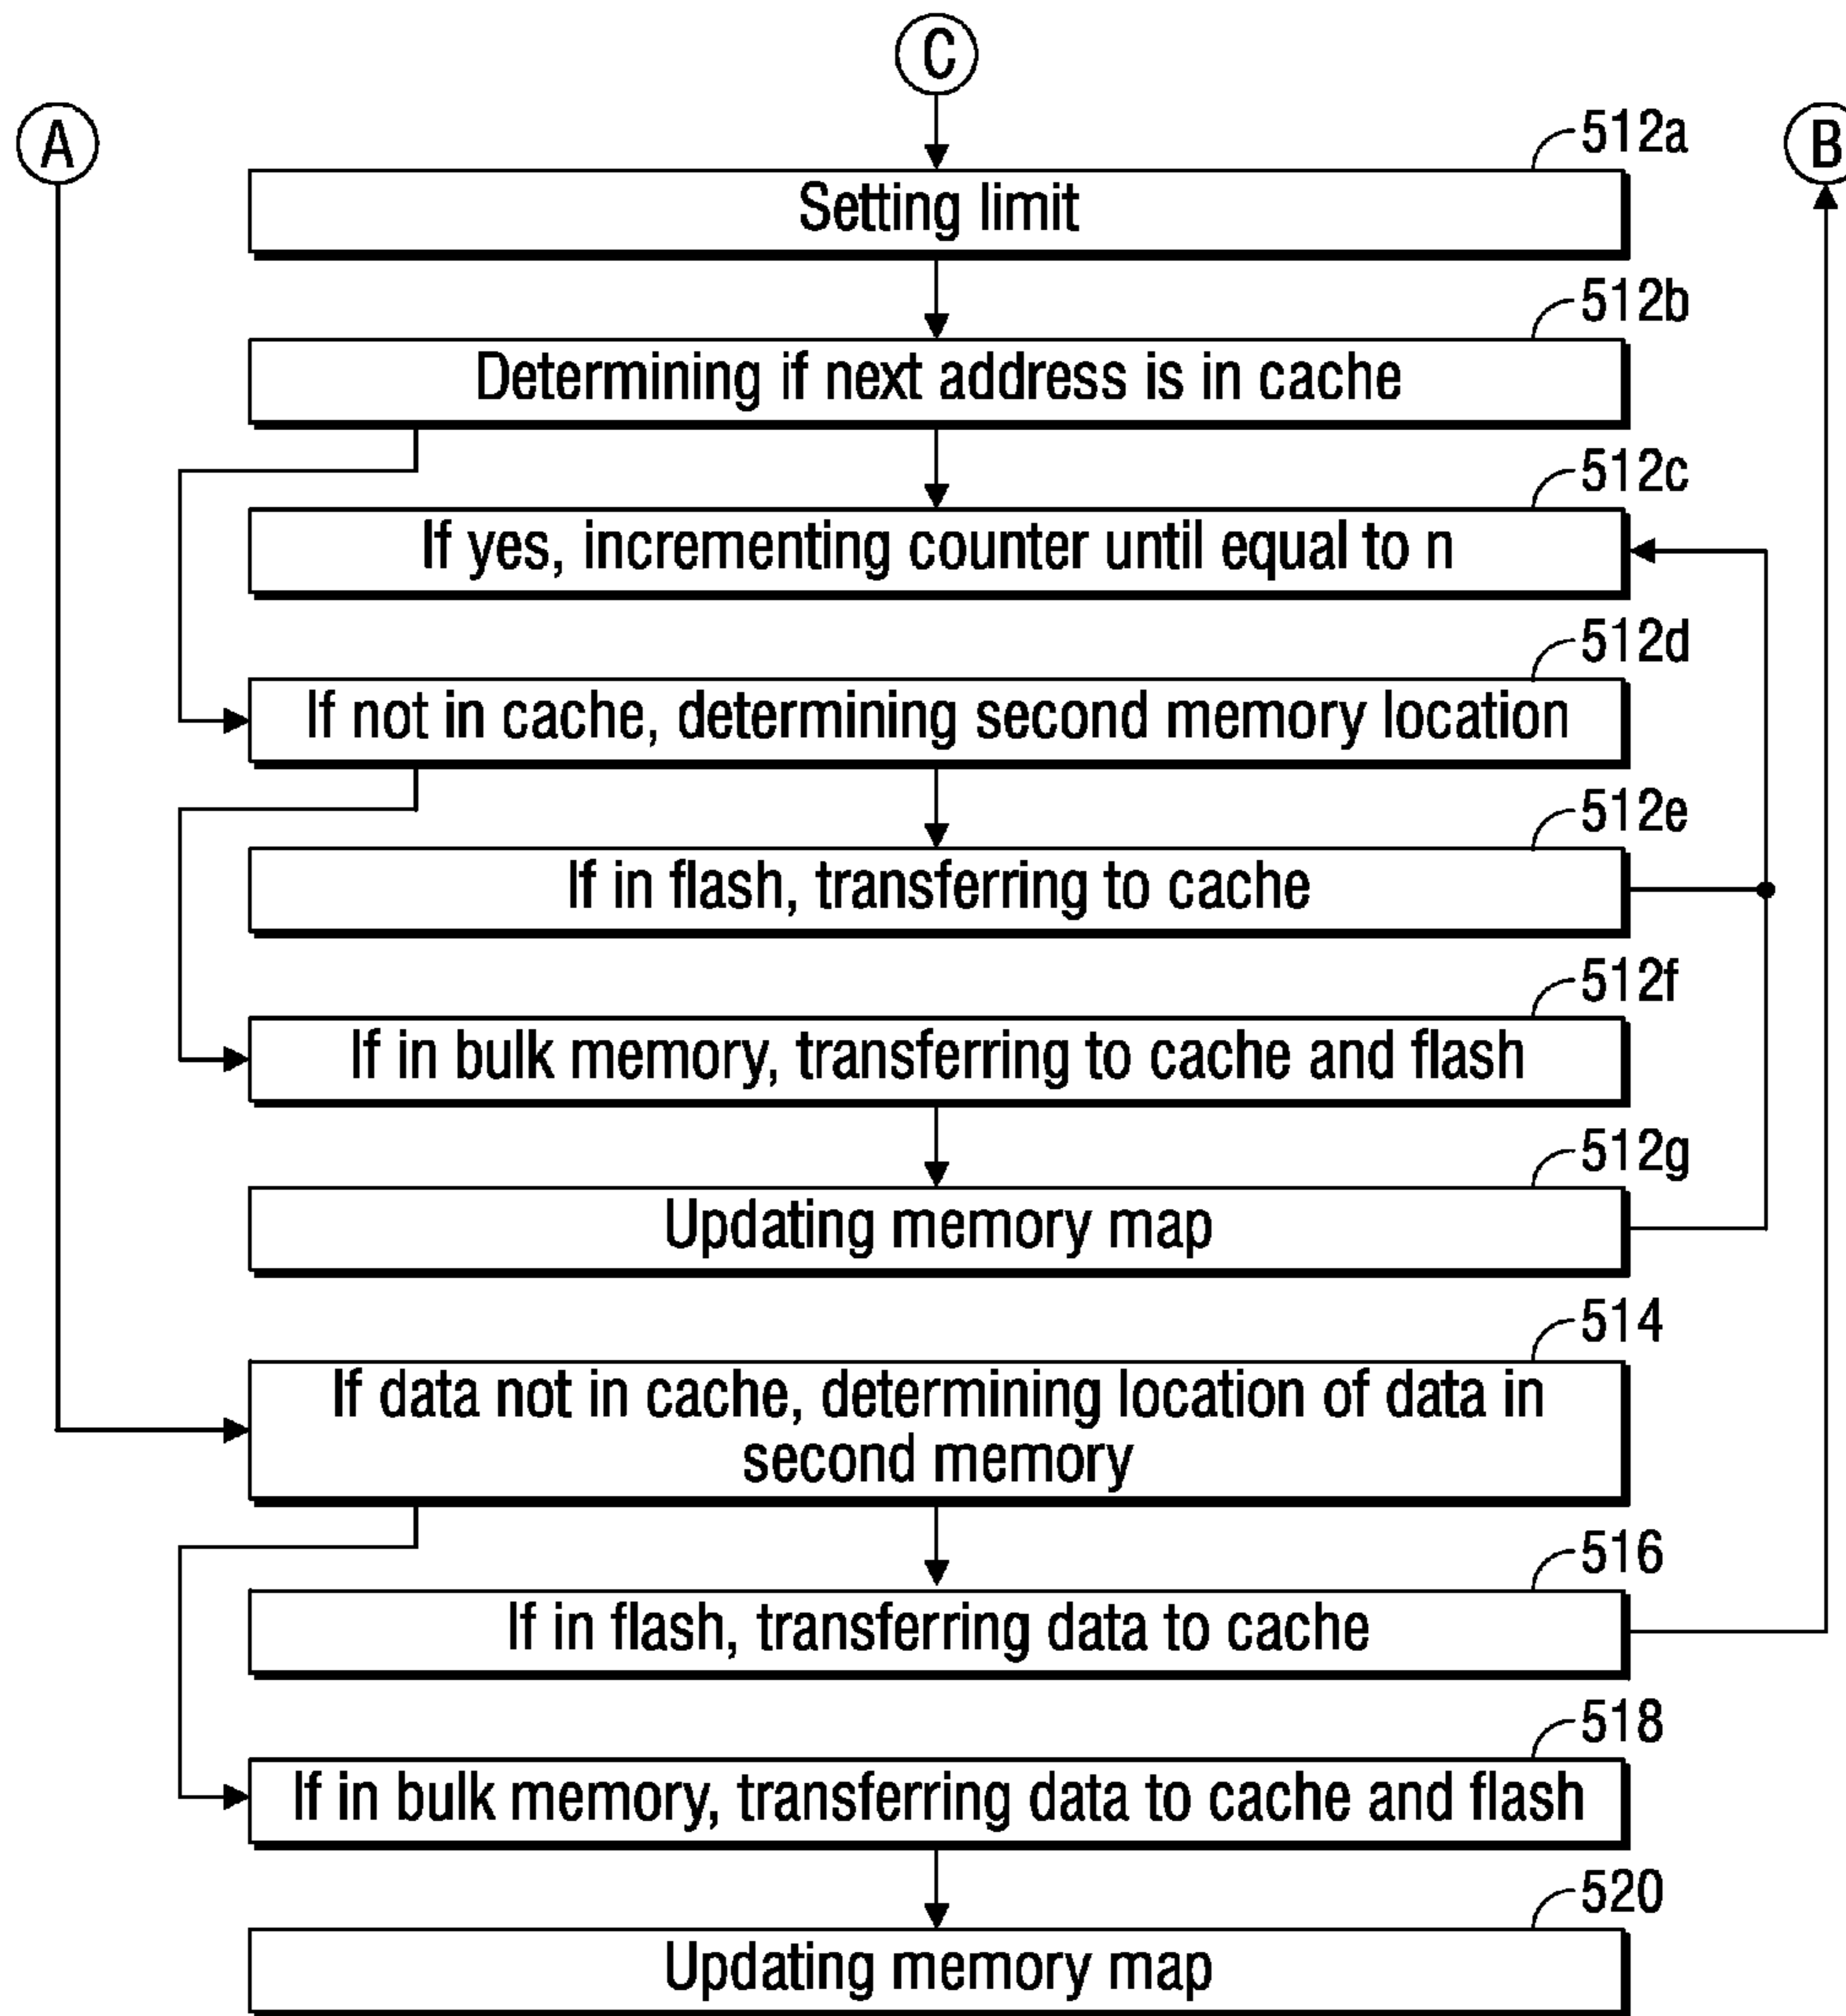 C
A
B
512a
Setting limit
512b
Determining if next address is in cache
512c
If yes, incrementing counter until equal to n
512d
If not in cache, determining second memory location
512e
If in flash, transferring to cache
512f
If in bulk memory, transferring to cache and flash
512g
Updating memory map
514
If data not in cache, determining location of data in
second memory
516
If in flash, transferring data to cache
518
If in bulk memory, transferring data to cache and flash
520
Updating memory map